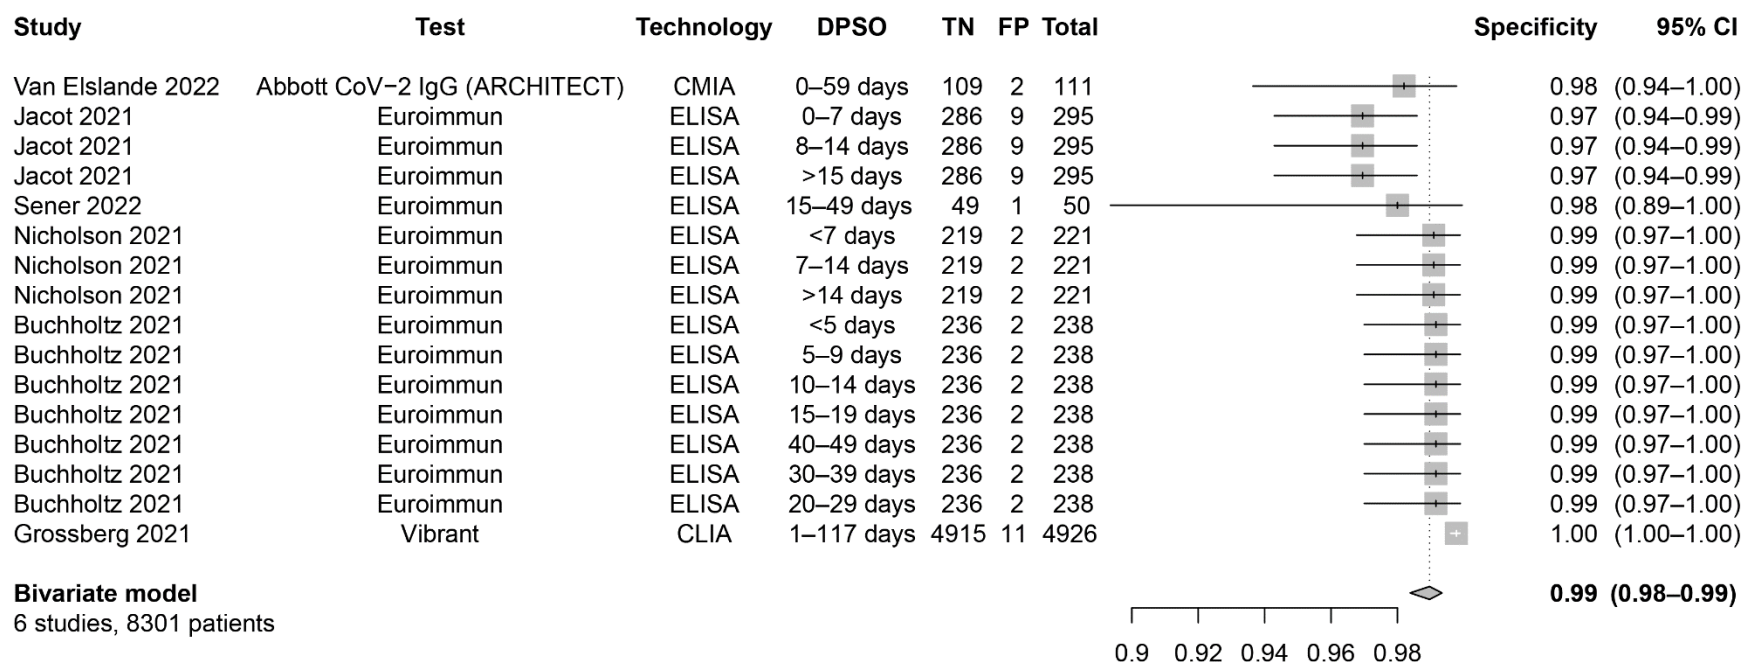 Study Test Technology DPSO TN FP Total Specificity 95% CI
Van Elslande 2022 Abbott CoV−2 IgG (ARCHITECT) CMIA 0–59 days 109 2 111 0.98 (0.94–1.00)
Jacot 2021 Euroimmun ELISA 0–7 days 286 9 295 0.97 (0.94–0.99)
Jacot 2021 Euroimmun ELISA 8–14 days 286 9 295 0.97 (0.94–0.99)
Jacot 2021 Euroimmun ELISA >15 days 286 9 295 0.97 (0.94–0.99)
Sener 2022 Euroimmun ELISA 15–49 days 49 1 50 0.98 (0.89–1.00)
Nicholson 2021 Euroimmun ELISA <7 days 219 2 221 0.99 (0.97–1.00)
Nicholson 2021 Euroimmun ELISA 7–14 days 219 2 221 0.99 (0.97–1.00)
Nicholson 2021 Euroimmun ELISA >14 days 219 2 221 0.99 (0.97–1.00)
Buchholtz 2021 Euroimmun ELISA <5 days 236 2 238 0.99 (0.97–1.00)
Buchholtz 2021 Euroimmun ELISA 5–9 days 236 2 238 0.99 (0.97–1.00)
Buchholtz 2021 Euroimmun ELISA 10–14 days 236 2 238 0.99 (0.97–1.00)
Buchholtz 2021 Euroimmun ELISA 15–19 days 236 2 238 0.99 (0.97–1.00)
Buchholtz 2021 Euroimmun ELISA 40–49 days 236 2 238 0.99 (0.97–1.00)
Buchholtz 2021 Euroimmun ELISA 30–39 days 236 2 238 0.99 (0.97–1.00)
Buchholtz 2021 Euroimmun ELISA 20–29 days 236 2 238 0.99 (0.97–1.00)
Grossberg 2021 Vibrant CLIA 1–117 days 4915 11 4926 1.00 (1.00–1.00)
Bivariate model 0.99 (0.98–0.99)
6 studies, 8301 patients
0.9 0.92 0.94 0.96 0.98